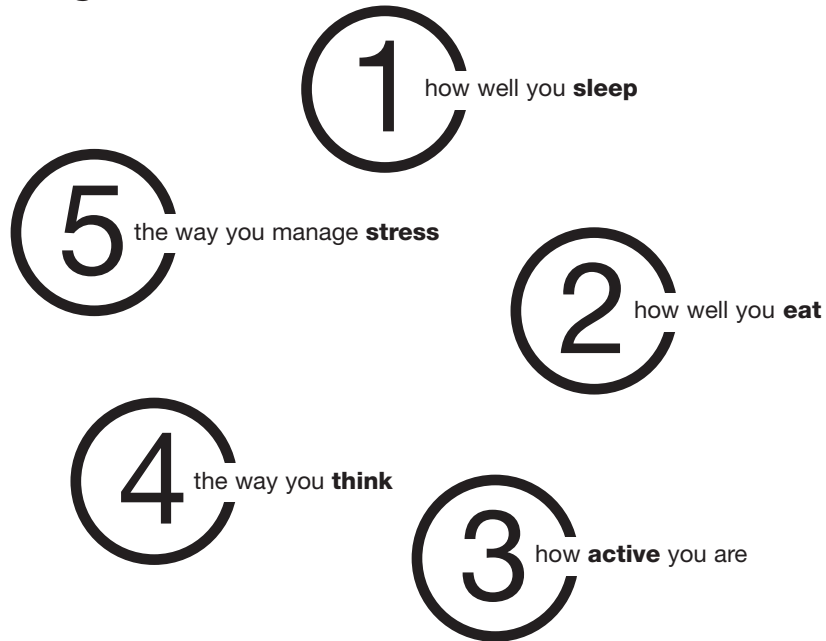 1 how well you sleep
2 how well you eat
3 how active you are
4 the way you think
5 the way you manage stress